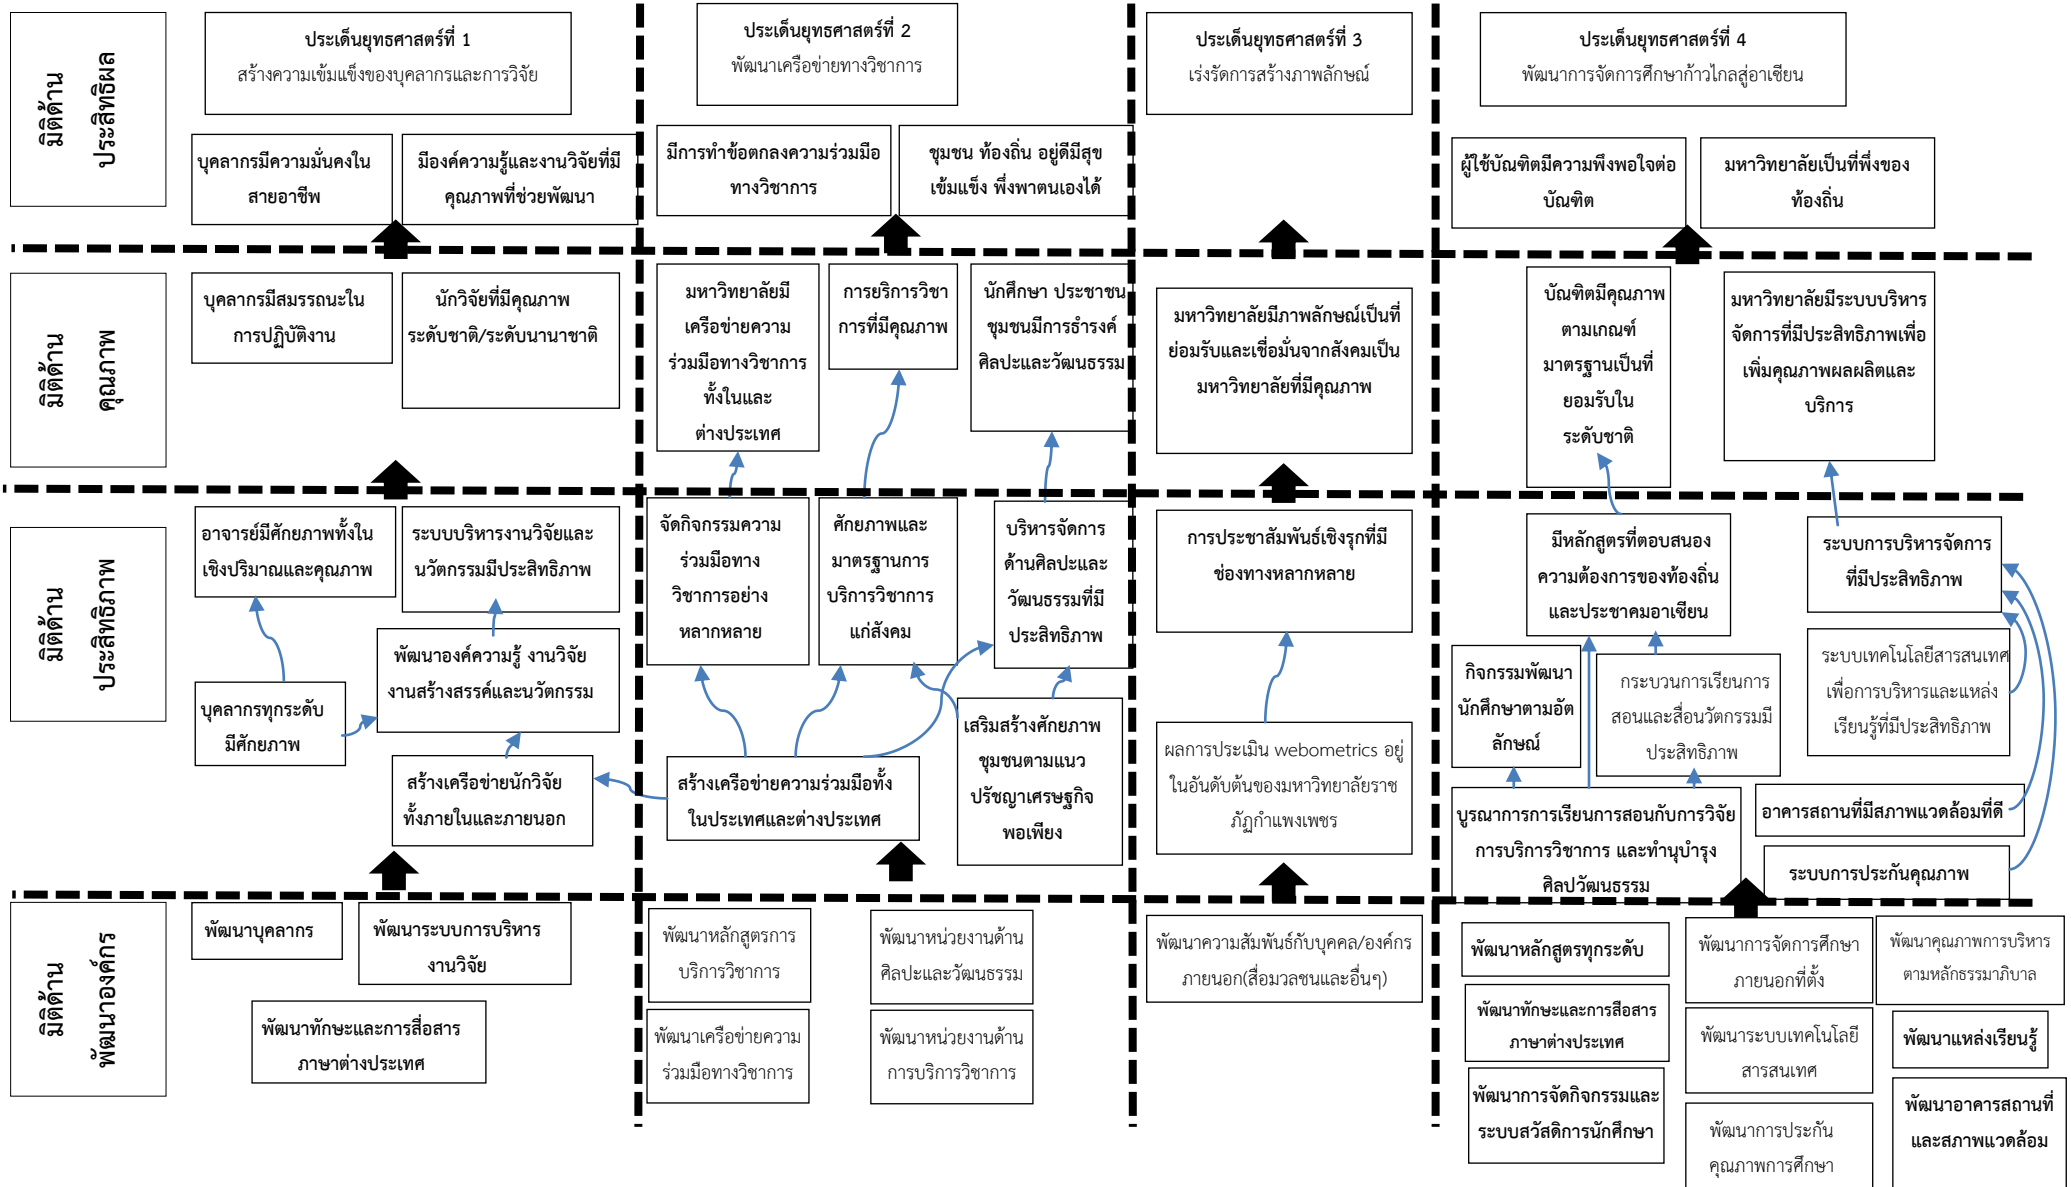 มิติด้าน
ประสิทธิผล
ประเด็นยุทธศาสตร์ที่ 1
สร้างความเข้มแข็งของบุคลากรและการวิจัย
ประเด็นยุทธศาสตร์ที่ 2
พัฒนาเครือข่ายทางวิชาการ
ประเด็นยุทธศาสตร์ที่ 3
เร่งรัดการสร้างภาพลักษณ์
ประเด็นยุทธศาสตร์ที่ 4
พัฒนาการจัดการศึกษาก้าวไกลสู่อาเซียน
บุคลากรมีความมั่นคงใน
สายอาชีพ
มีองค์ความรู้และงานวิจัยที่มี
คุณภาพที่ช่วยพัฒนา
มีการทำข้อตกลงความร่วมมือ
ทางวิชาการ
ชุมชน ท้องถิ่น อยู่ดีมีสุข
เข้มแข็ง พึ่งพาตนเองได้
ผู้ใช้บัณฑิตมีความพึงพอใจต่อ
บัณฑิต
มหาวิทยาลัยเป็นที่พึ่งของ
ท้องถิ่น
มิติด้าน
คุณภาพ
บุคลากรมีสมรรถนะใน
การปฏิบัติงาน
นักวิจัยที่มีคุณภาพ
ระดับชาติ/ระดับนานาชาติ
มหาวิทยาลัยมี
เครือข่ายความ
ร่วมมือทางวิชาการ
ทั้งในและ
ต่างประเทศ
การยริการวิชา
การที่มีคุณภาพ
นักศึกษา ประชาชน
ชุมชนมีการธำรงค์
ศิลปะและวัฒนธรรม
มหาวิทยาลัยมีภาพลักษณ์เป็นที่
ย่อมรับและเชื่อมั่นจากสังคมเป็น
มหาวิทยาลัยที่มีคุณภาพ
บัณฑิตมีคุณภาพ
ตามเกณฑ์
มาตรฐานเป็นที่
ยอมรับใน
ระดับชาติ
มหาวิทยาลัยมีระบบบริหาร
จัดการที่มีประสิทธิภาพเพื่อ
เพิ่มคุณภาพผลผลิตและ
บริการ
มิติด้าน
ประสิทธิภาพ
อาจารย์มีศักยภาพทั้งใน
เชิงปริมาณและคุณภาพ
ระบบบริหารงานวิจัยและ
นวัตกรรมมีประสิทธิภาพ
บุคลากรทุกระดับ
มีศักยภาพ
พัฒนาองค์ความรู้ งานวิจัย
งานสร้างสรรค์และนวัตกรรม
สร้างเครือข่ายนักวิจัย
ทั้งภายในและภายนอก
จัดกิจกรรมความ
ร่วมมือทาง
วิชาการอย่าง
หลากหลาย
ศักยภาพและ
มาตรฐานการ
บริการวิชาการ
แก่สังคม
บริหารจัดการ
ด้านศิลปะและ
วัฒนธรรมที่มี
ประสิทธิภาพ
สร้างเครือข่ายความร่วมมือทั้ง
ในประเทศและต่างประเทศ
เสริมสร้างศักยภาพ
ชุมชนตามแนว
ปรัชญาเศรษฐกิจ
พอเพียง
การประชาสัมพันธ์เชิงรุกที่มี
ช่องทางหลากหลาย
ผลการประเมิน webometrics อยู่
ในอันดับต้นของมหาวิทยาลัยราช
ภัฏกำแพงเพชร
มีหลักสูตรที่ตอบสนอง
ความต้องการของท้องถิ่น
และประชาคมอาเซียน
ระบบการบริหารจัดการ
ที่มีประสิทธิภาพ
กิจกรรมพัฒนา
นักศึกษาตามอัต
ลักษณ์
กระบวนการเรียนการ
สอนและสื่อนวัตกรรมมี
ประสิทธิภาพ
ระบบเทคโนโลยีสารสนเทศ
เพื่อการบริหารและแหล่ง
เรียนรู้ที่มีประสิทธิภาพ
บูรณาการการเรียนการสอนกับการวิจัย
การบริการวิชาการ และทำนุบำรุง
ศิลปวัฒนธรรม
อาคารสถานที่มีสภาพแวดล้อมที่ดี
ระบบการประกันคุณภาพ
มิติด้าน
พัฒนาองค์กร
พัฒนาบุคลากร
พัฒนาระบบการบริหาร
งานวิจัย
พัฒนาทักษะและการสื่อสาร
ภาษาต่างประเทศ
พัฒนาหลักสูตรการ
บริการวิชาการ
พัฒนาหน่วยงานด้าน
ศิลปะและวัฒนธรรม
พัฒนาเครือข่ายความ
ร่วมมือทางวิชาการ
พัฒนาหน่วยงานด้าน
การบริการวิชาการ
พัฒนาความสัมพันธ์กับบุคคล/องค์กร
ภายนอก(สื่อมวลชนและอื่นๆ)
พัฒนาหลักสูตรทุกระดับ
พัฒนาการจัดการศึกษา
ภายนอกที่ตั้ง
พัฒนาคุณภาพการบริหาร
ตามหลักธรรมาภิบาล
พัฒนาทักษะและการสื่อสาร
ภาษาต่างประเทศ
พัฒนาระบบเทคโนโลยี
สารสนเทศ
พัฒนาแหล่งเรียนรู้
พัฒนาการจัดกิจกรรมและ
ระบบสวัสดิการนักศึกษา
พัฒนาการประกัน
คุณภาพการศึกษา
พัฒนาอาคารสถานที่
และสภาพแวดล้อม